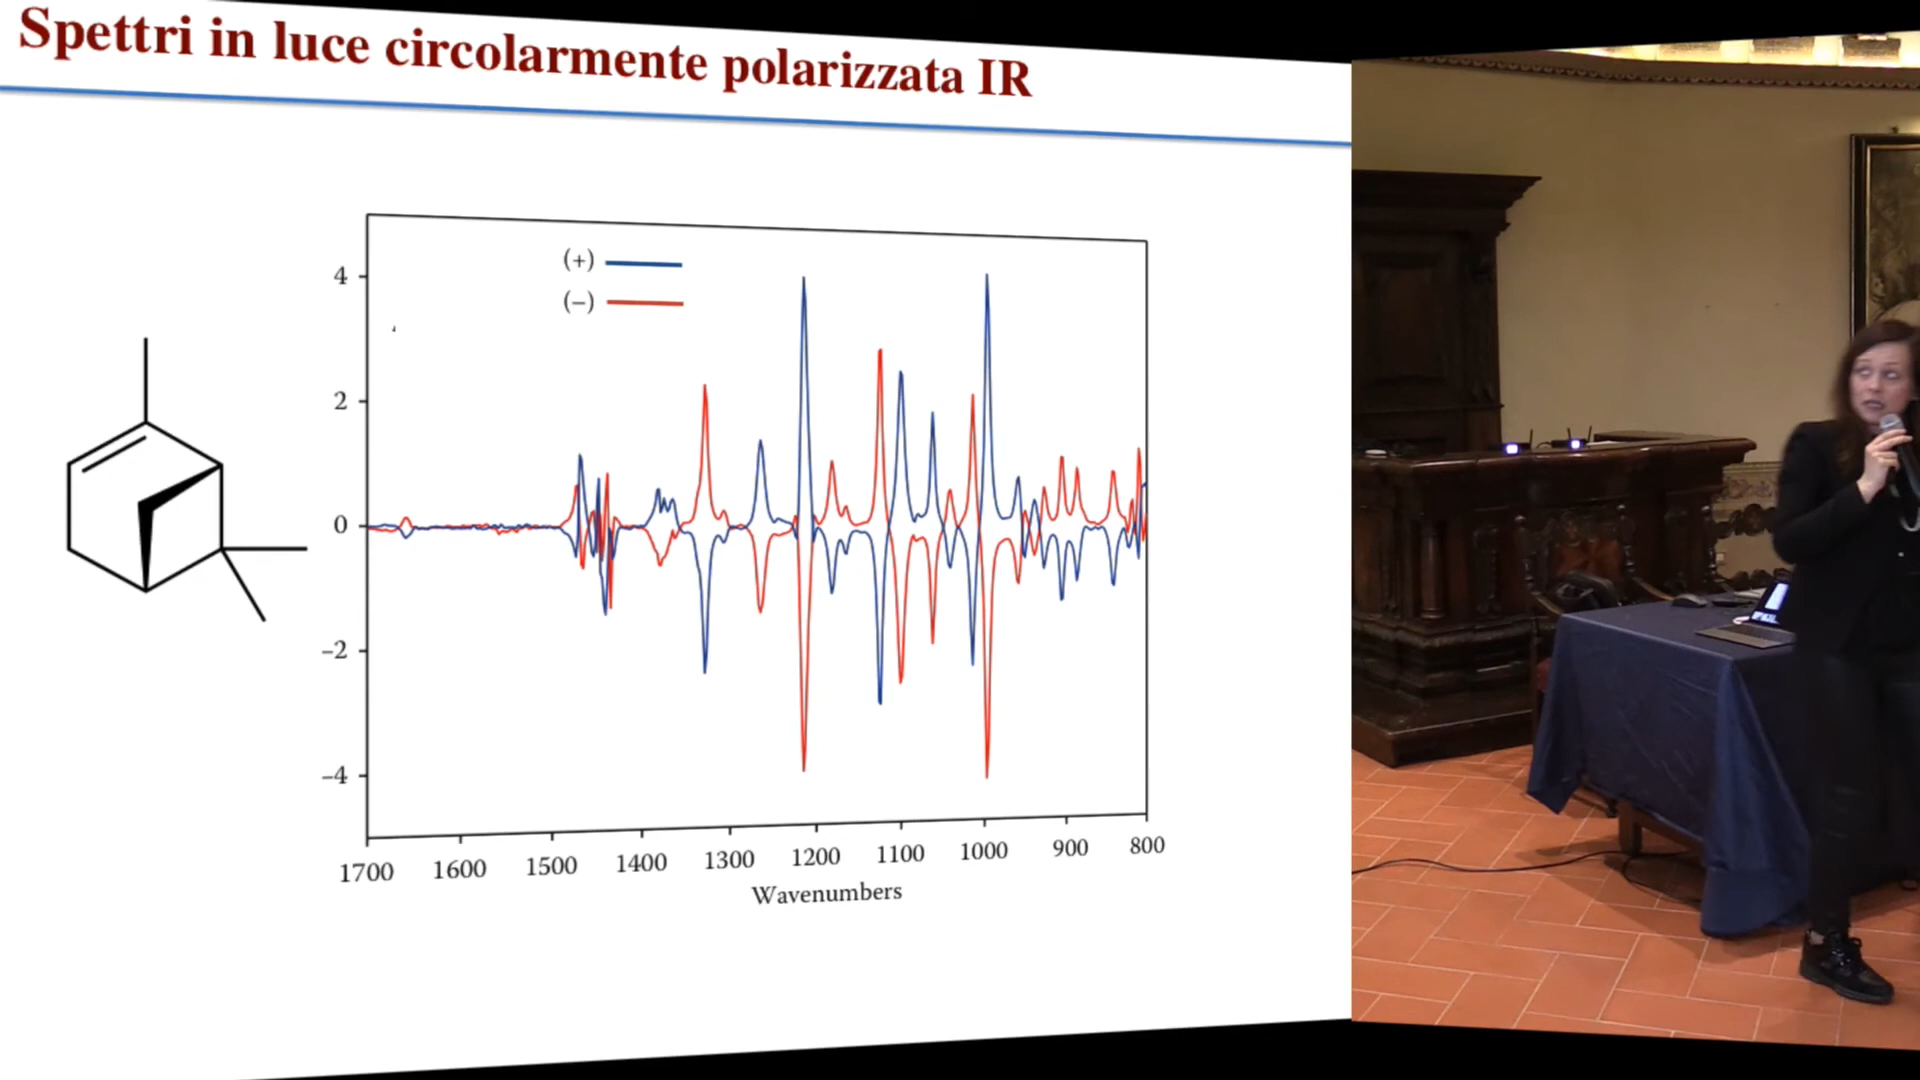 Spettri in luce circolarmente polarizzata IR
(+)
(–)
4
2
0
–2
–4
1700 1600 1500 1400 1300 1200 1100 1000 900 800
Wavenumbers